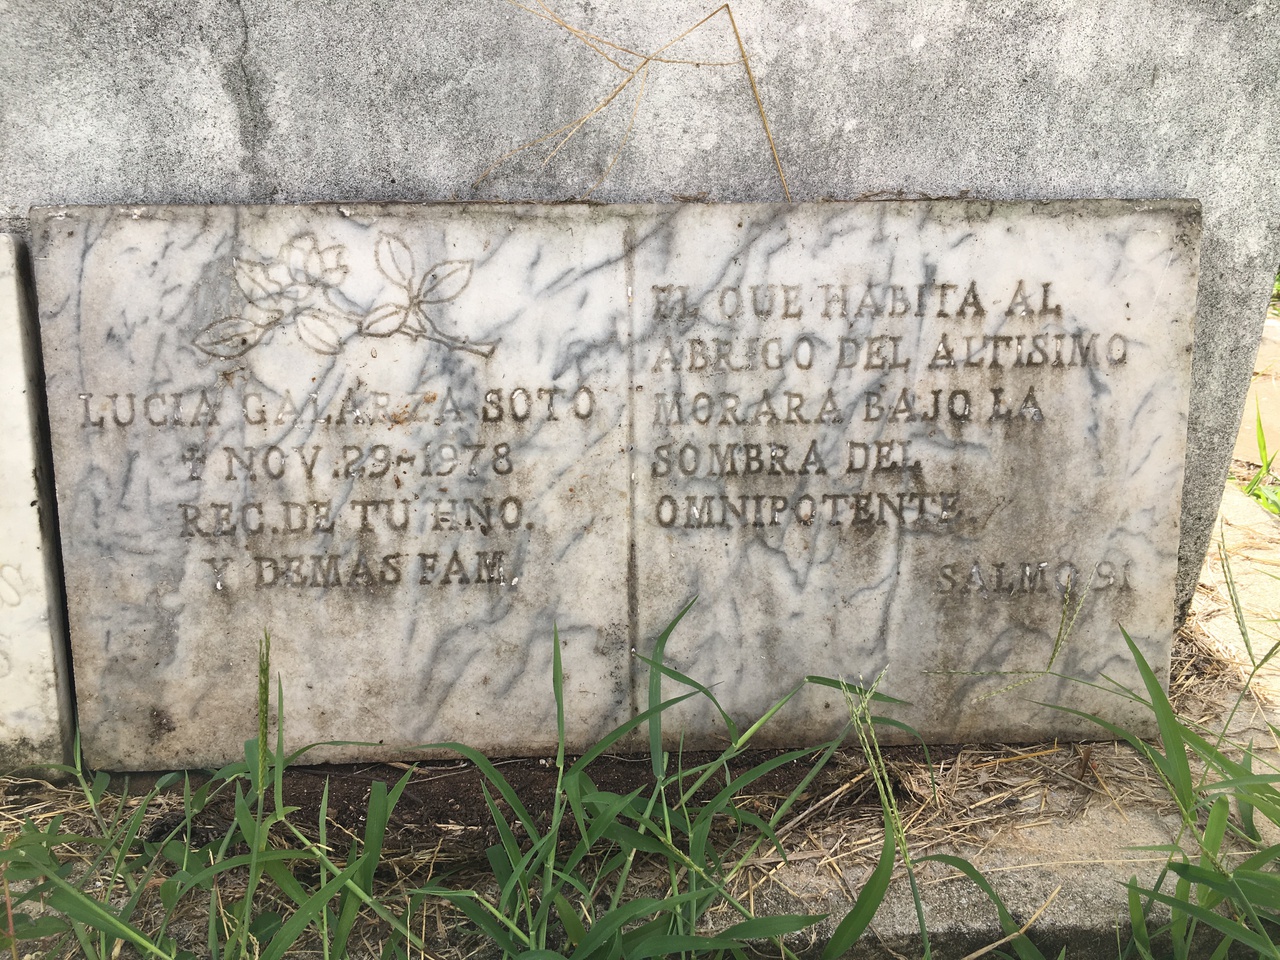 LUCIA GALARZA SOTO
✝ NOV.29-1978
REC.DE TU HNO.
Y DEMAS FAM.
EL QUE HABITA AL
ABRIGO DEL ALTISIMO
MORARA BAJO LA
SOMBRA DEL
OMNIPOTENTE.
SALMO 91